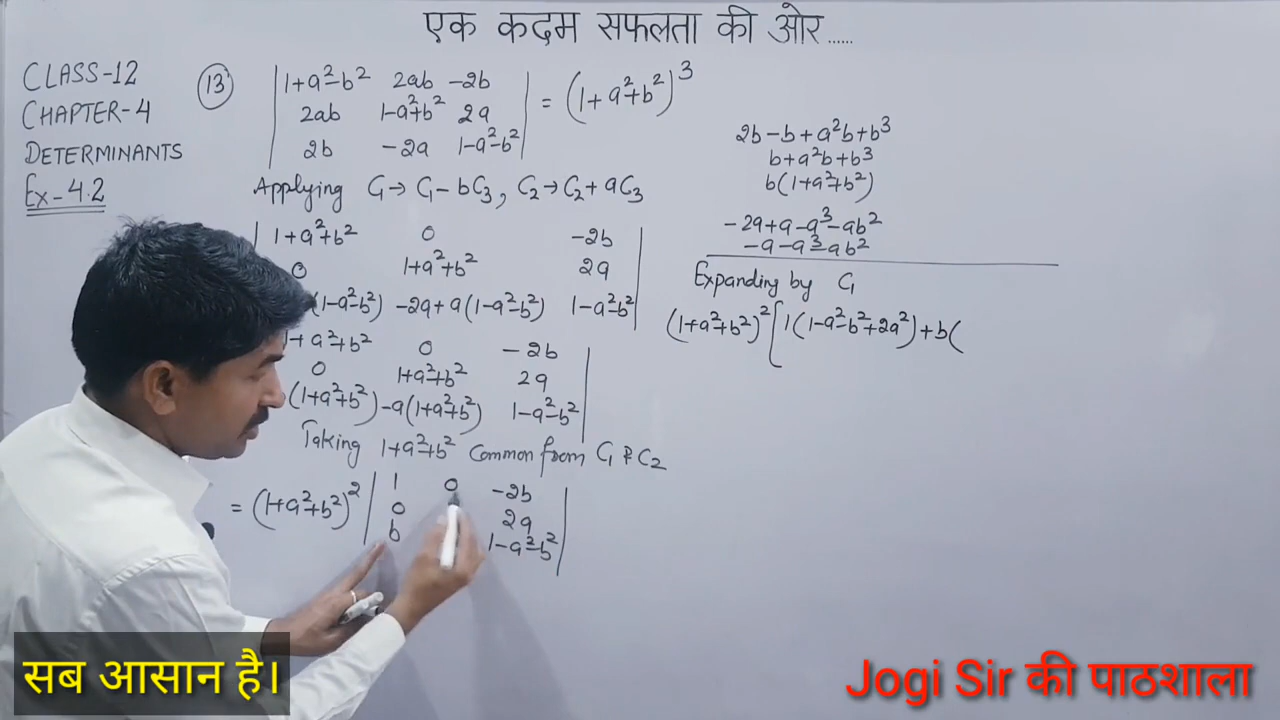 एक कदम सफलता की ओर......
CLASS-12
CHAPTER-4
DETERMINANTS
Ex-4.2
13
| 1+a²-b² 2ab -2b |
| 2ab 1-a²+b² 2a | = (1+a²+b²)³
| 2b -2a 1-a²-b² |
Applying C₁→ C₁-bC₃, C₂→C₂+aC₃
| 1+a²+b² 0 -2b |
0 1+a²+b² 2a |
(1-a²-b²) -2a+a(1-a²-b²) 1-a²-b² |
1+a²+b² 0 -2b |
0 1+a²+b² 2a |
(1+a²+b²) -a(1+a²+b²) 1-a²-b² |
Taking 1+a²+b² Common from C₁ & C₂
= (1+a²+b²)² | 1 0 -2b |
| 0 2a |
| b 1-a²-b² |
2b-b+a²b+b³
b+a²b+b³
b(1+a²+b²)
-2a+a-a³-ab²
-a-a³-ab²
Expanding by C₁
(1+a²+b²)² [1(1-a²-b²+2a²)+b(
सब आसान है।
Jogi Sir की पाठशाला